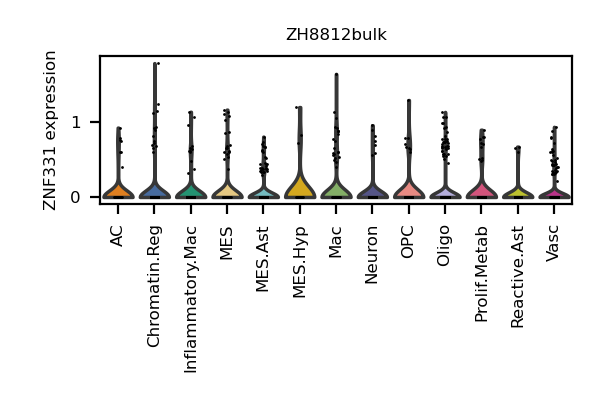 ZH8812bulk
ZNF331 expression
1
0
AC
Chromatin.Reg
Inflammatory.Mac
MES
MES.Ast
MES.Hyp
Mac
Neuron
OPC
Oligo
Prolif.Metab
Reactive.Ast
Vasc